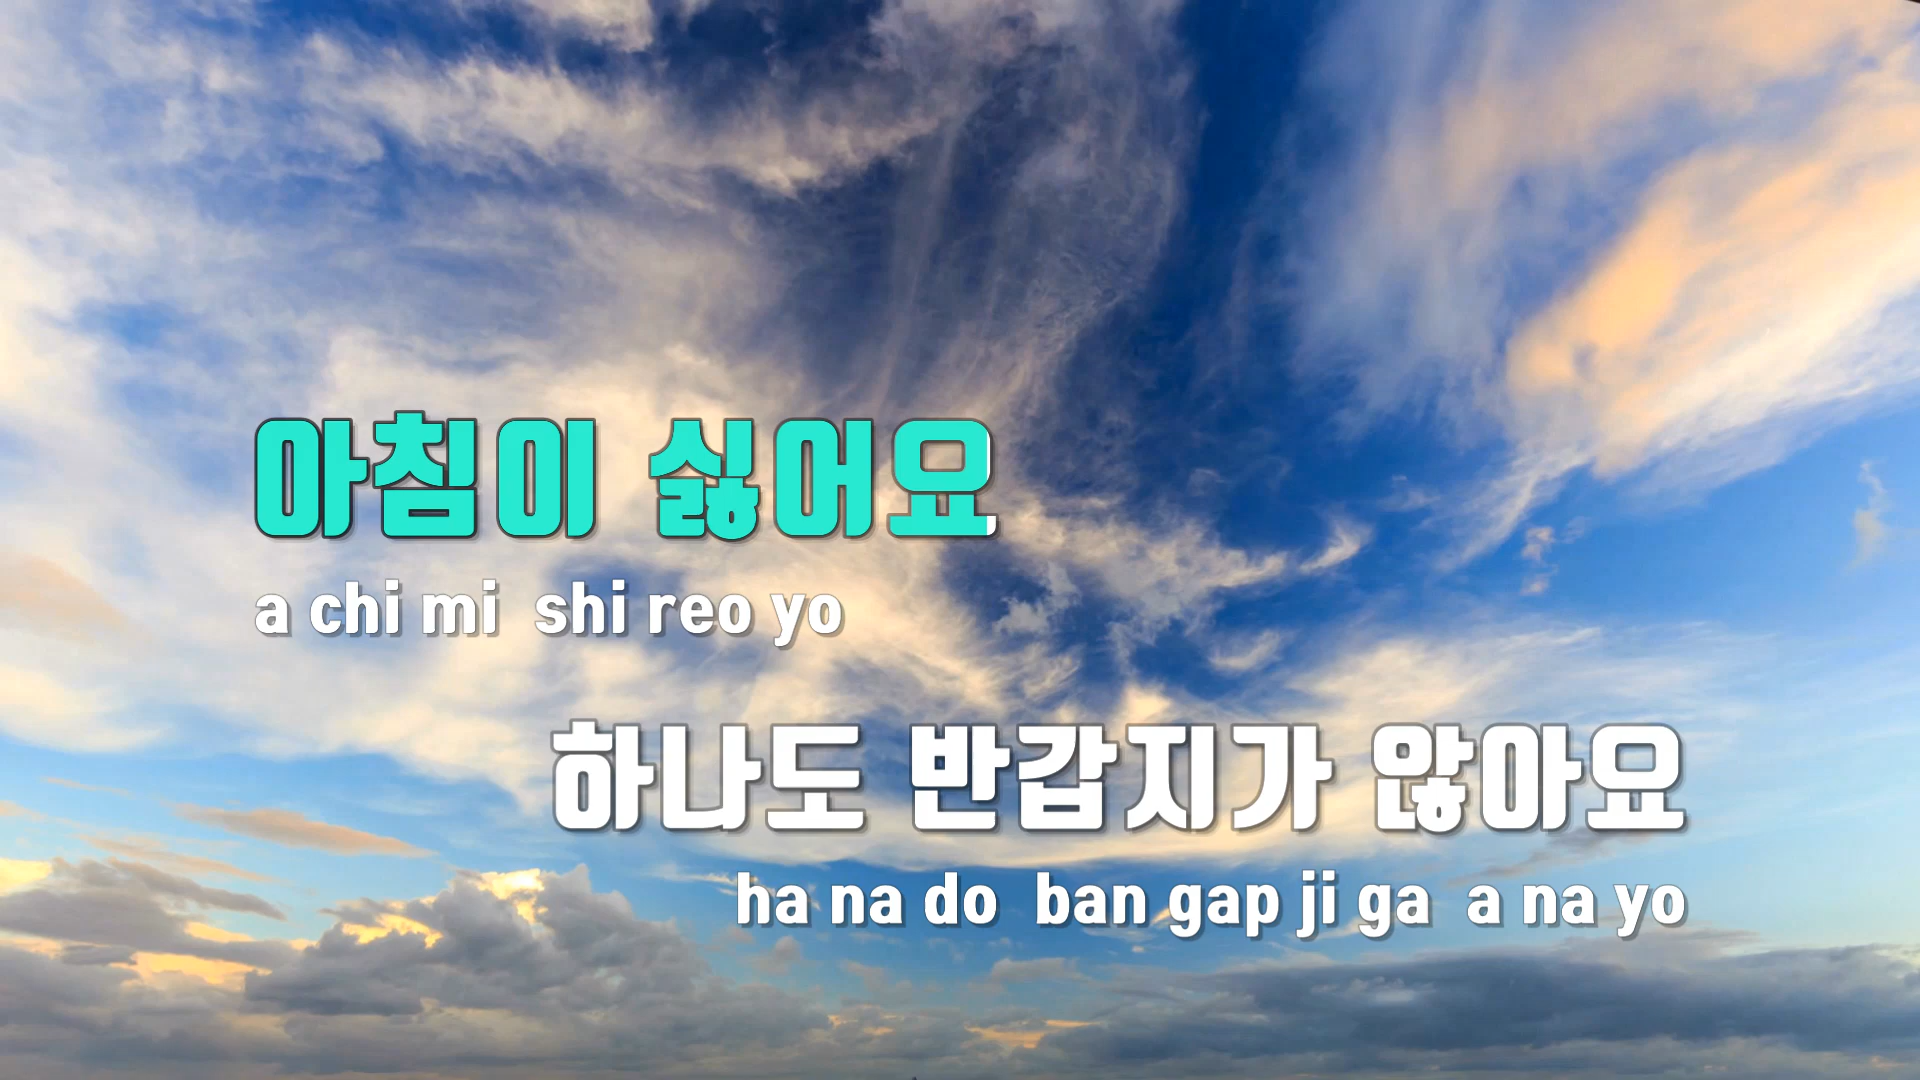 아침이 싫어요
a chi mi shi reo yo
하나도 반갑지가 않아요
ha na do ban gap ji ga a na yo